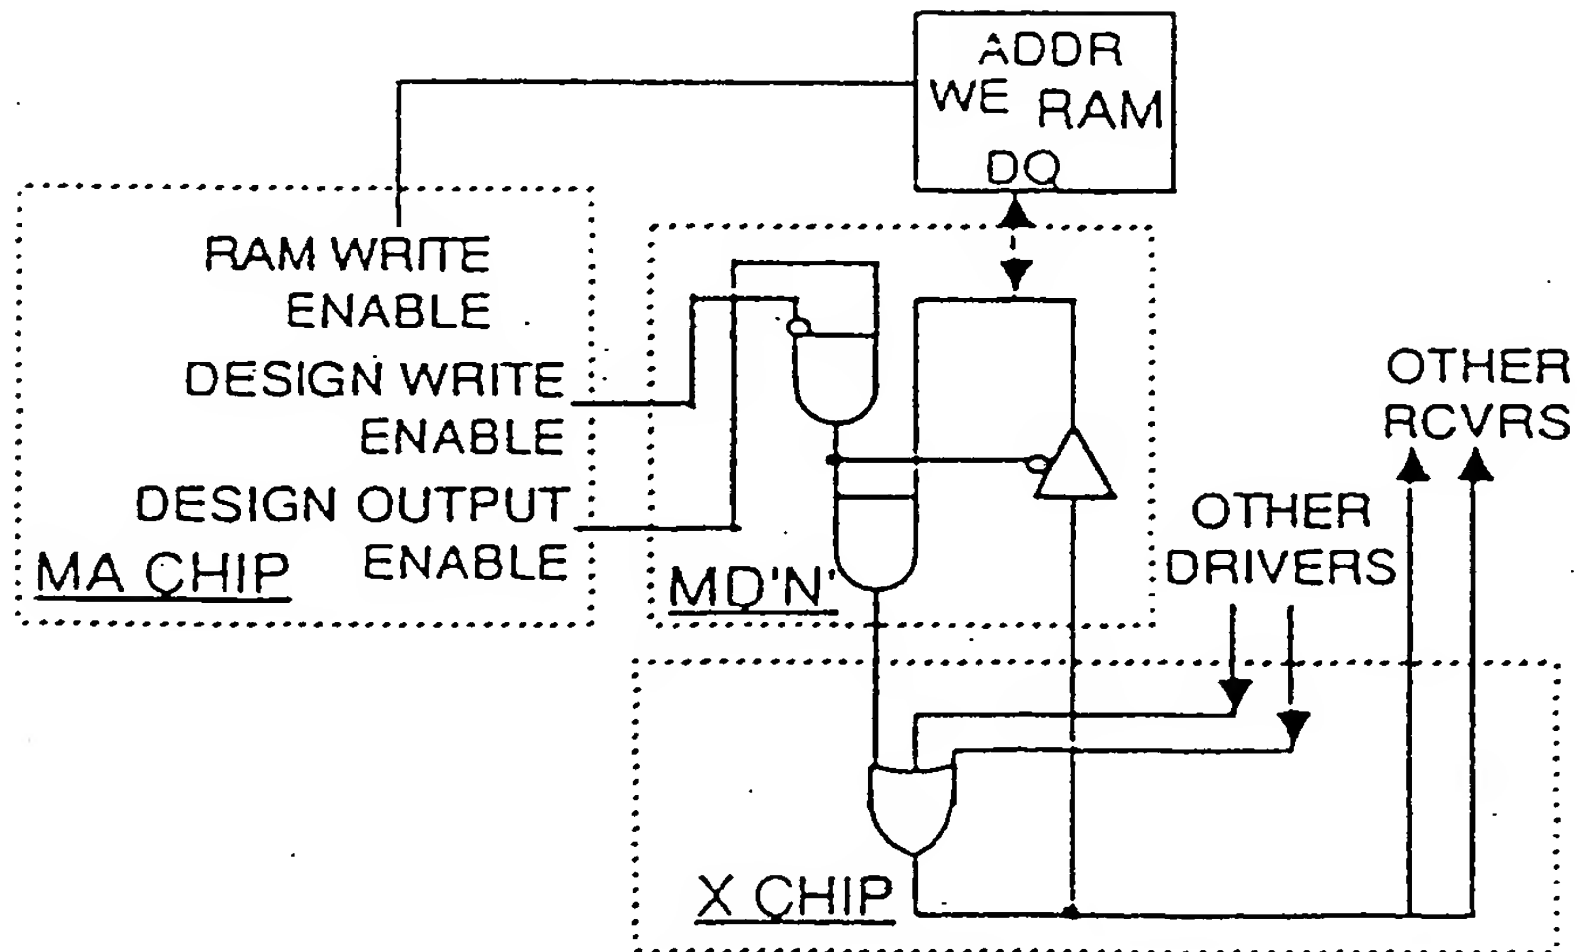 ADDR
WE RAM
DQ
RAM WRITE
ENABLE
DESIGN WRITE
ENABLE
DESIGN OUTPUT
ENABLE
MA CHIP
MD'N'
OTHER
RCVRS
OTHER
DRIVERS
X CHIP